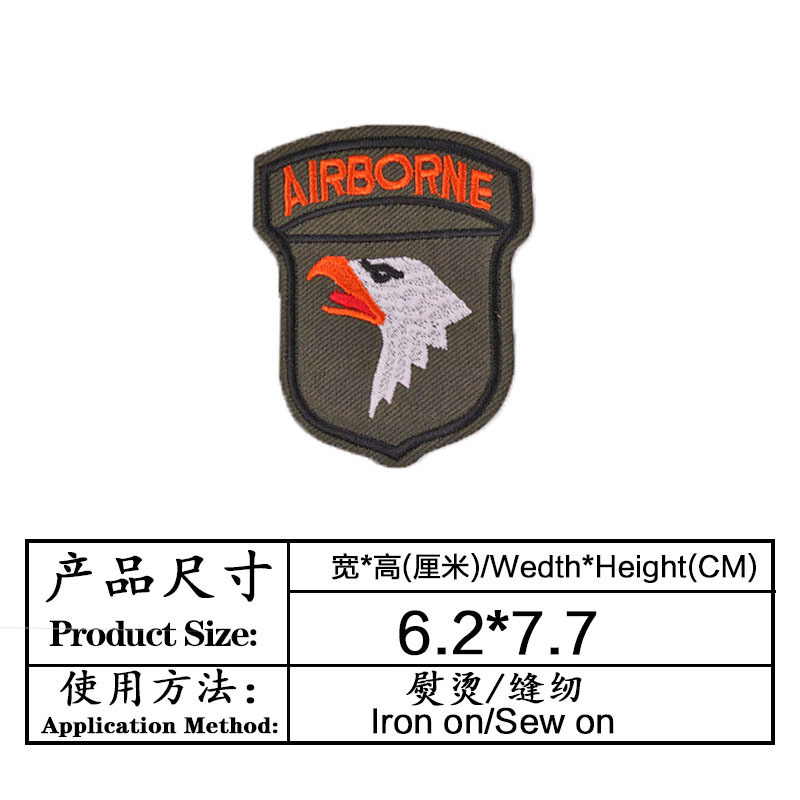 AIRBORNE
产品尺寸
Product Size:
宽*高(厘米)/Wedth*Height(CM)
6.2*7.7
使用方法：
Application Method:
熨烫/缝纫
Iron on/Sew on